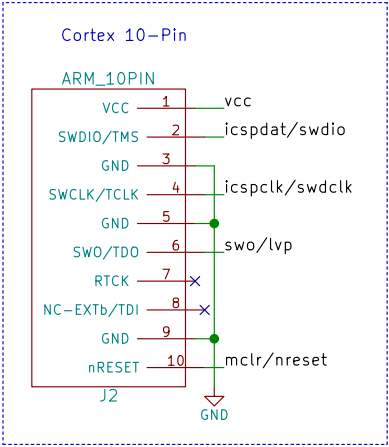 Cortex 10-Pin
ARM_10PIN
VCC 1 vcc
SWDIO/TMS 2 icspdat/swdio
GND 3
SWCLK/TCLK 4 icspclk/swdclk
GND 5
SWO/TDO 6 swo/lvp
RTCK 7
NC-EXTb/TDI 8
GND 9
nRESET 10 mclr/nreset
J2
GND